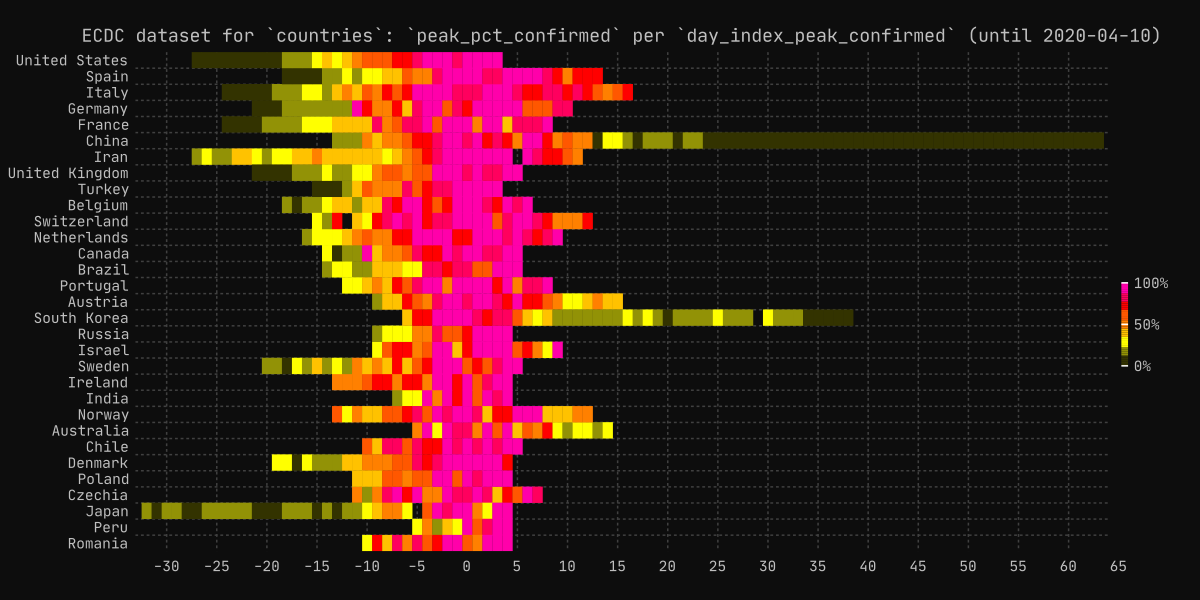 ECDC dataset for `countries`: `peak_pct_confirmed` per `day_index_peak_confirmed` (until 2020-04-10)
United States
Spain
Italy
Germany
France
China
Iran
United Kingdom
Turkey
Belgium
Switzerland
Netherlands
Canada
Brazil
Portugal
Austria
South Korea
Russia
Israel
Sweden
Ireland
India
Norway
Australia
Chile
Denmark
Poland
Czechia
Japan
Peru
Romania
-30 -25 -20 -15 -10 -5 0 5 10 15 20 25 30 35 40 45 50 55 60 65
100%
50%
0%